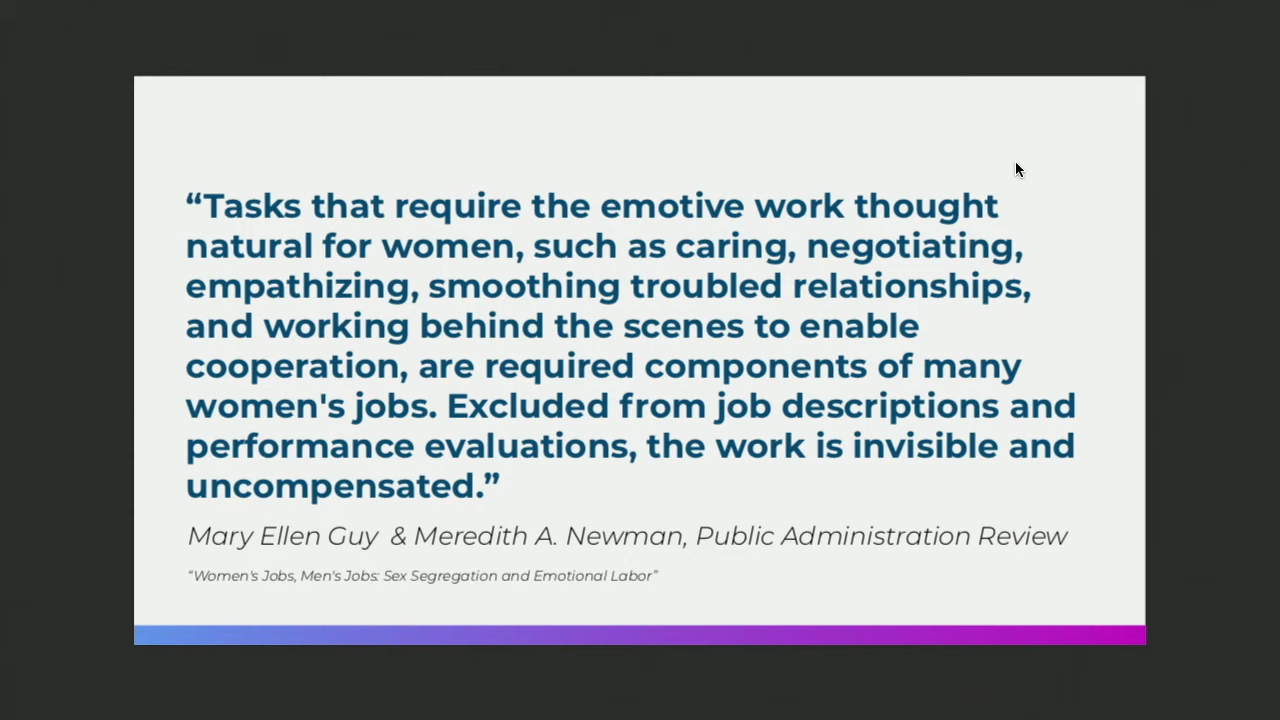 “Tasks that require the emotive work thought
natural for women, such as caring, negotiating,
empathizing, smoothing troubled relationships,
and working behind the scenes to enable
cooperation, are required components of many
women's jobs. Excluded from job descriptions and
performance evaluations, the work is invisible and
uncompensated.”
Mary Ellen Guy & Meredith A. Newman, Public Administration Review
“Women's Jobs, Men's Jobs: Sex Segregation and Emotional Labor”